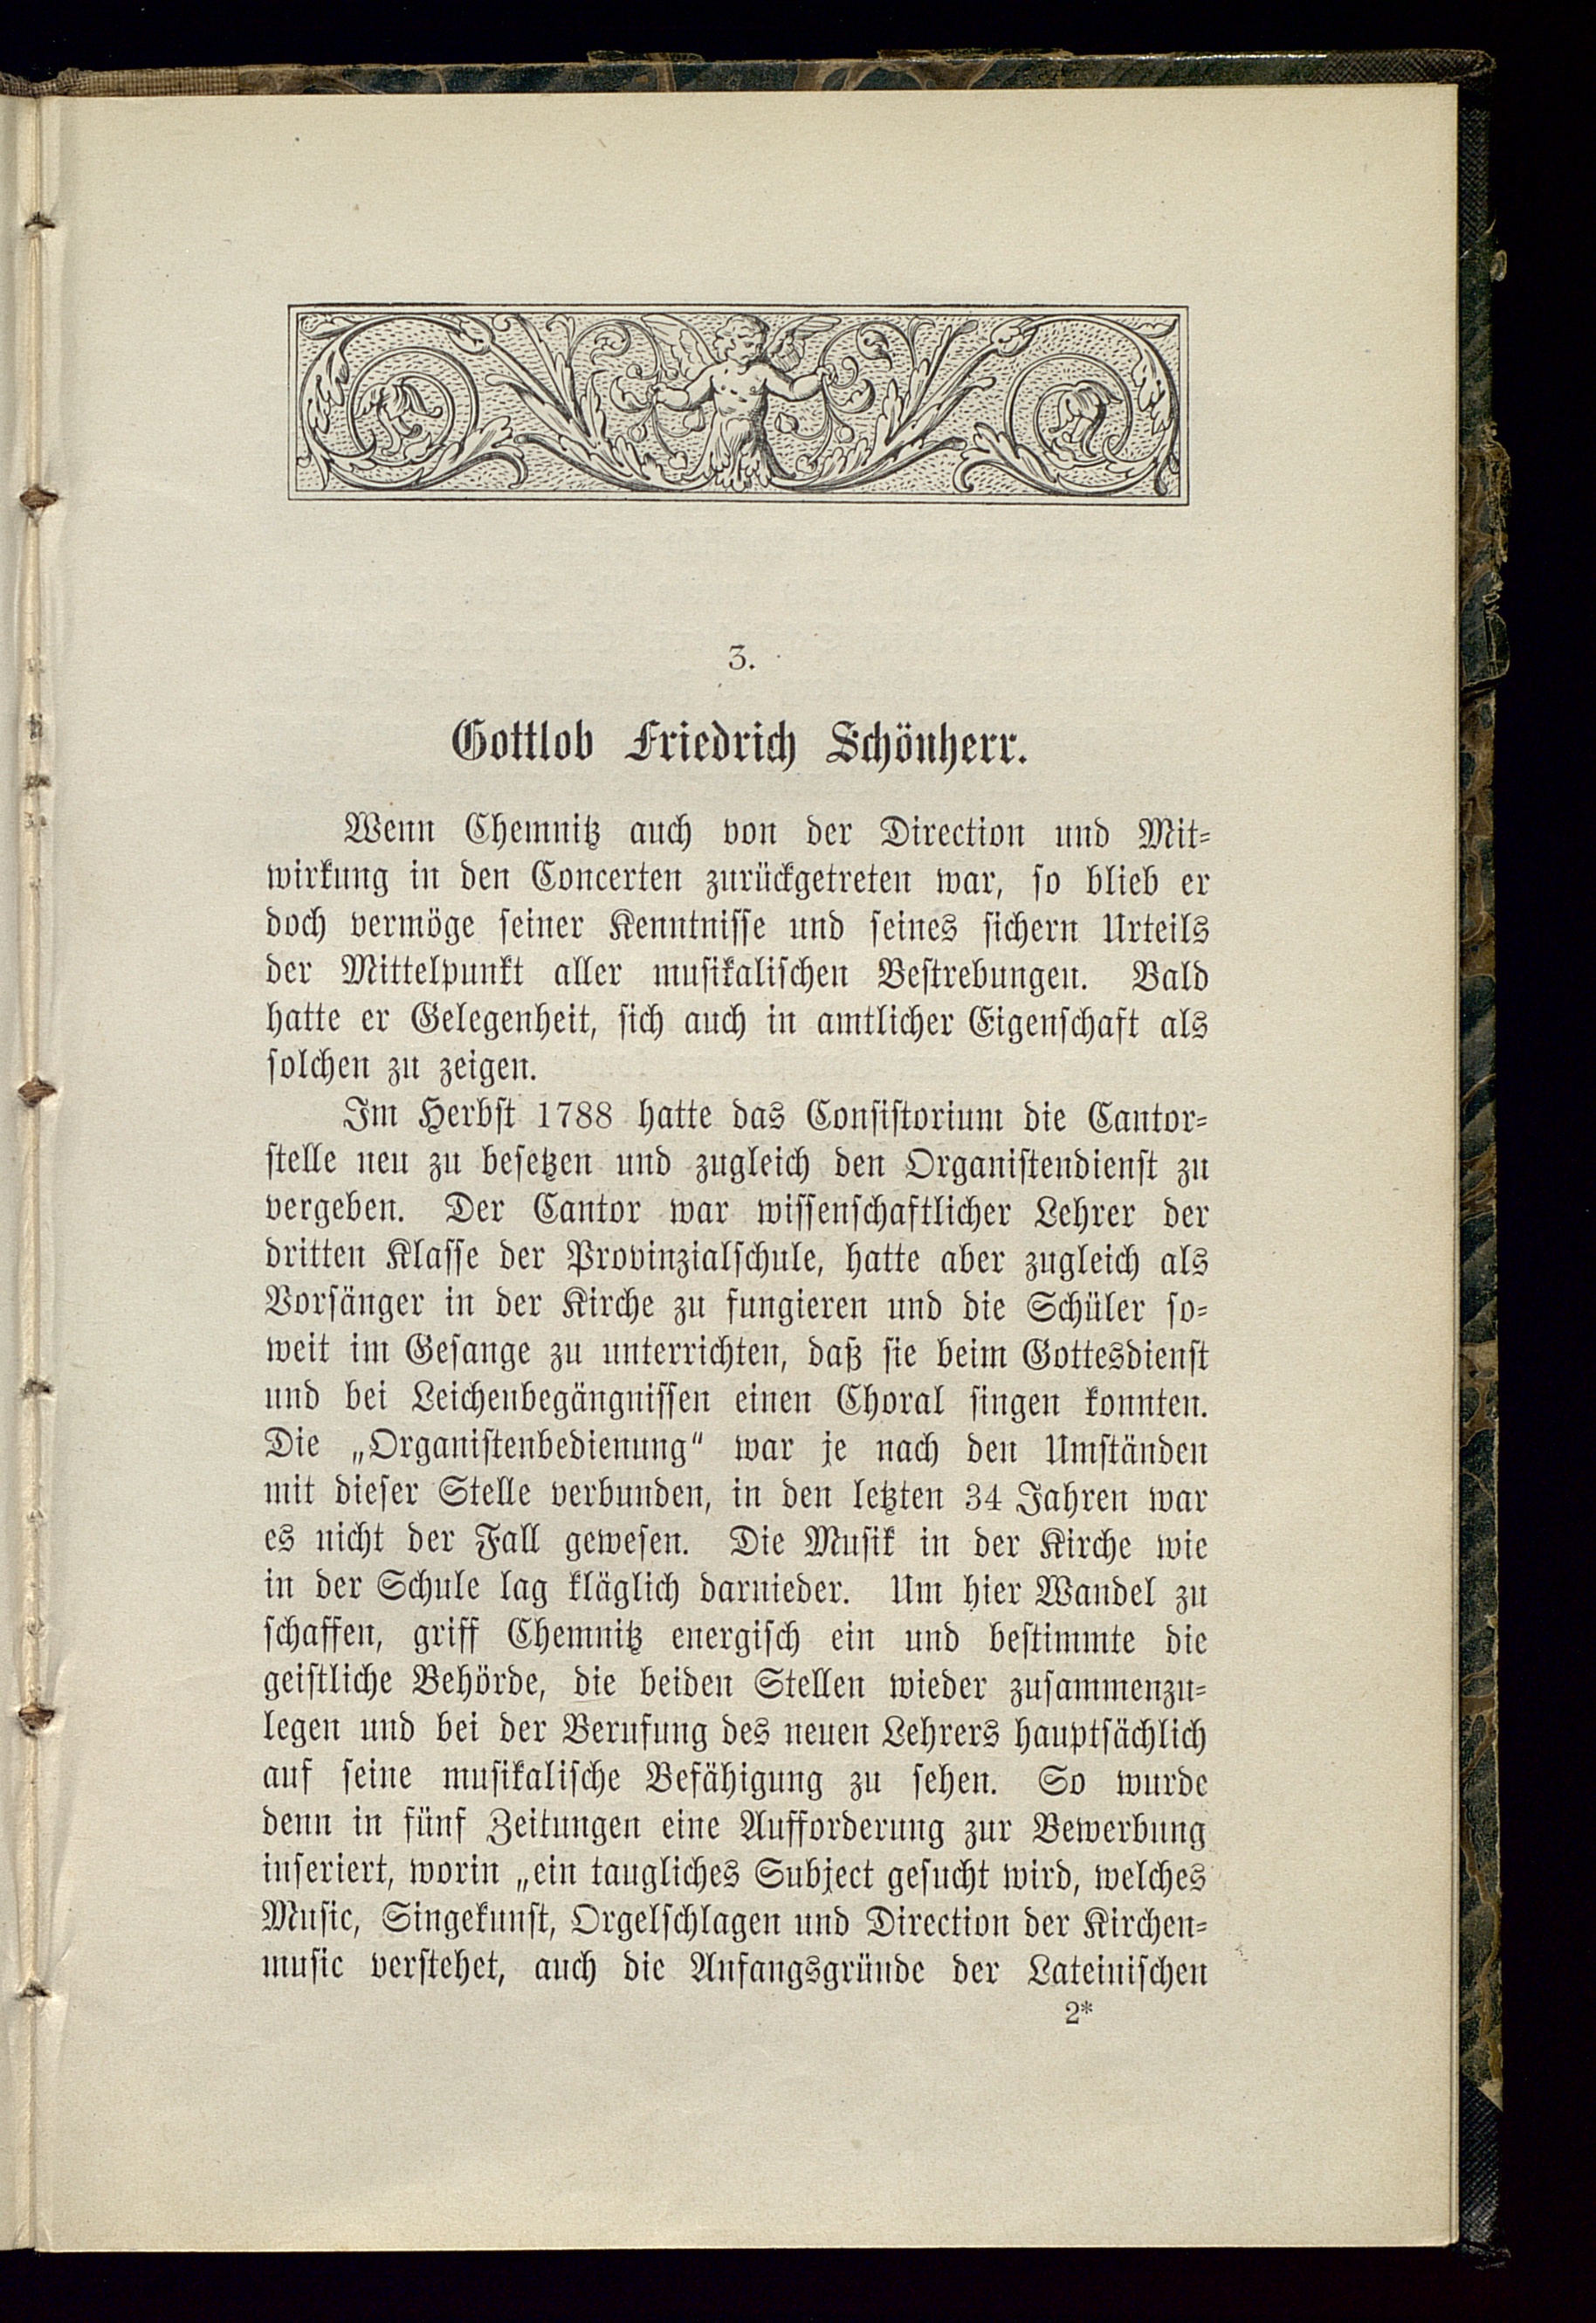 3.
Gottlob Friedrich Schönherr.
Wenn Chemnitz auch von der Direction und Mit-
wirkung in den Concerten zurückgetreten war, so blieb er
doch vermöge seiner Kenntnisse und seines sichern Urteils
der Mittelpunkt aller musikalischen Bestrebungen. Bald
hatte er Gelegenheit, sich auch in amtlicher Eigenschaft als
solchen zu zeigen.
Im Herbst 1788 hatte das Consistorium die Cantor-
stelle neu zu besetzen und zugleich den Organistendienst zu
vergeben. Der Cantor war wissenschaftlicher Lehrer der
dritten Klasse der Provinzialschule, hatte aber zugleich als
Vorsänger in der Kirche zu fungieren und die Schüler so-
weit im Gesange zu unterrichten, daß sie beim Gottesdienst
und bei Leichenbegängnissen einen Choral singen konnten.
Die „Organistenbedienung“ war je nach den Umständen
mit dieser Stelle verbunden, in den letzten 34 Jahren war
es nicht der Fall gewesen. Die Musik in der Kirche wie
in der Schule lag kläglich darnieder. Um hier Wandel zu
schaffen, griff Chemnitz energisch ein und bestimmte die
geistliche Behörde, die beiden Stellen wieder zusammenzu-
legen und bei der Berufung des neuen Lehrers hauptsächlich
auf seine musikalische Befähigung zu sehen. So wurde
denn in fünf Zeitungen eine Aufforderung zur Bewerbung
inseriert, worin „ein taugliches Subject gesucht wird, welches
Music, Singekunst, Orgelschlagen und Direction der Kirchen-
music verstehet, auch die Anfangsgründe der Lateinischen
2*